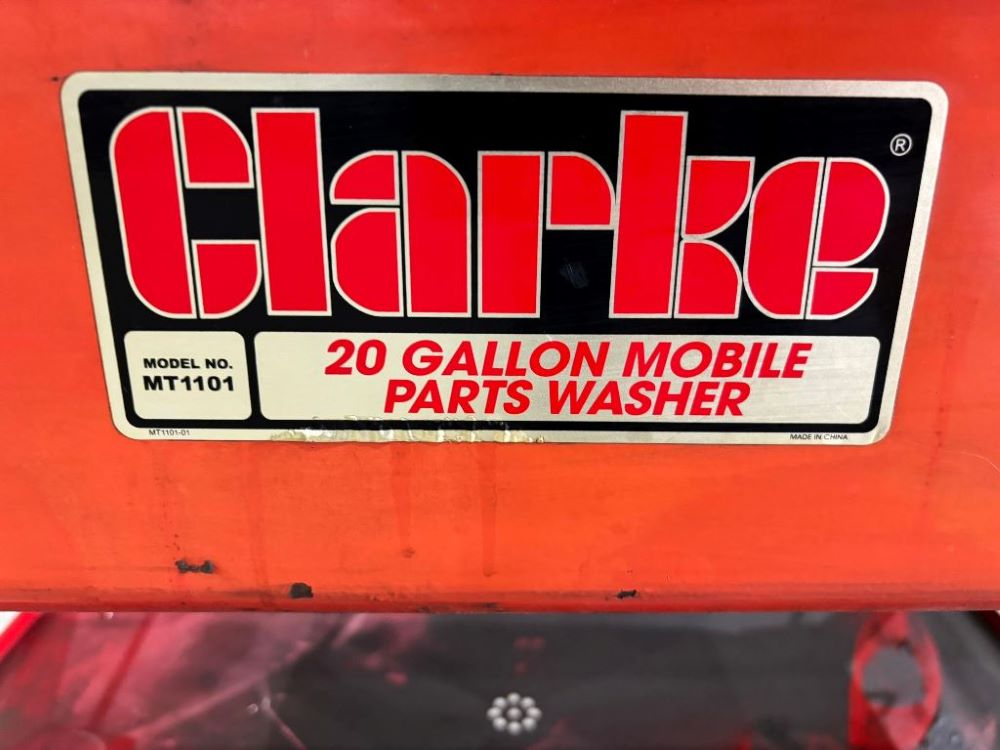 Clarke®
MODEL NO.
MT1101
20 GALLON MOBILE
PARTS WASHER
MT1101-01
MADE IN CHINA